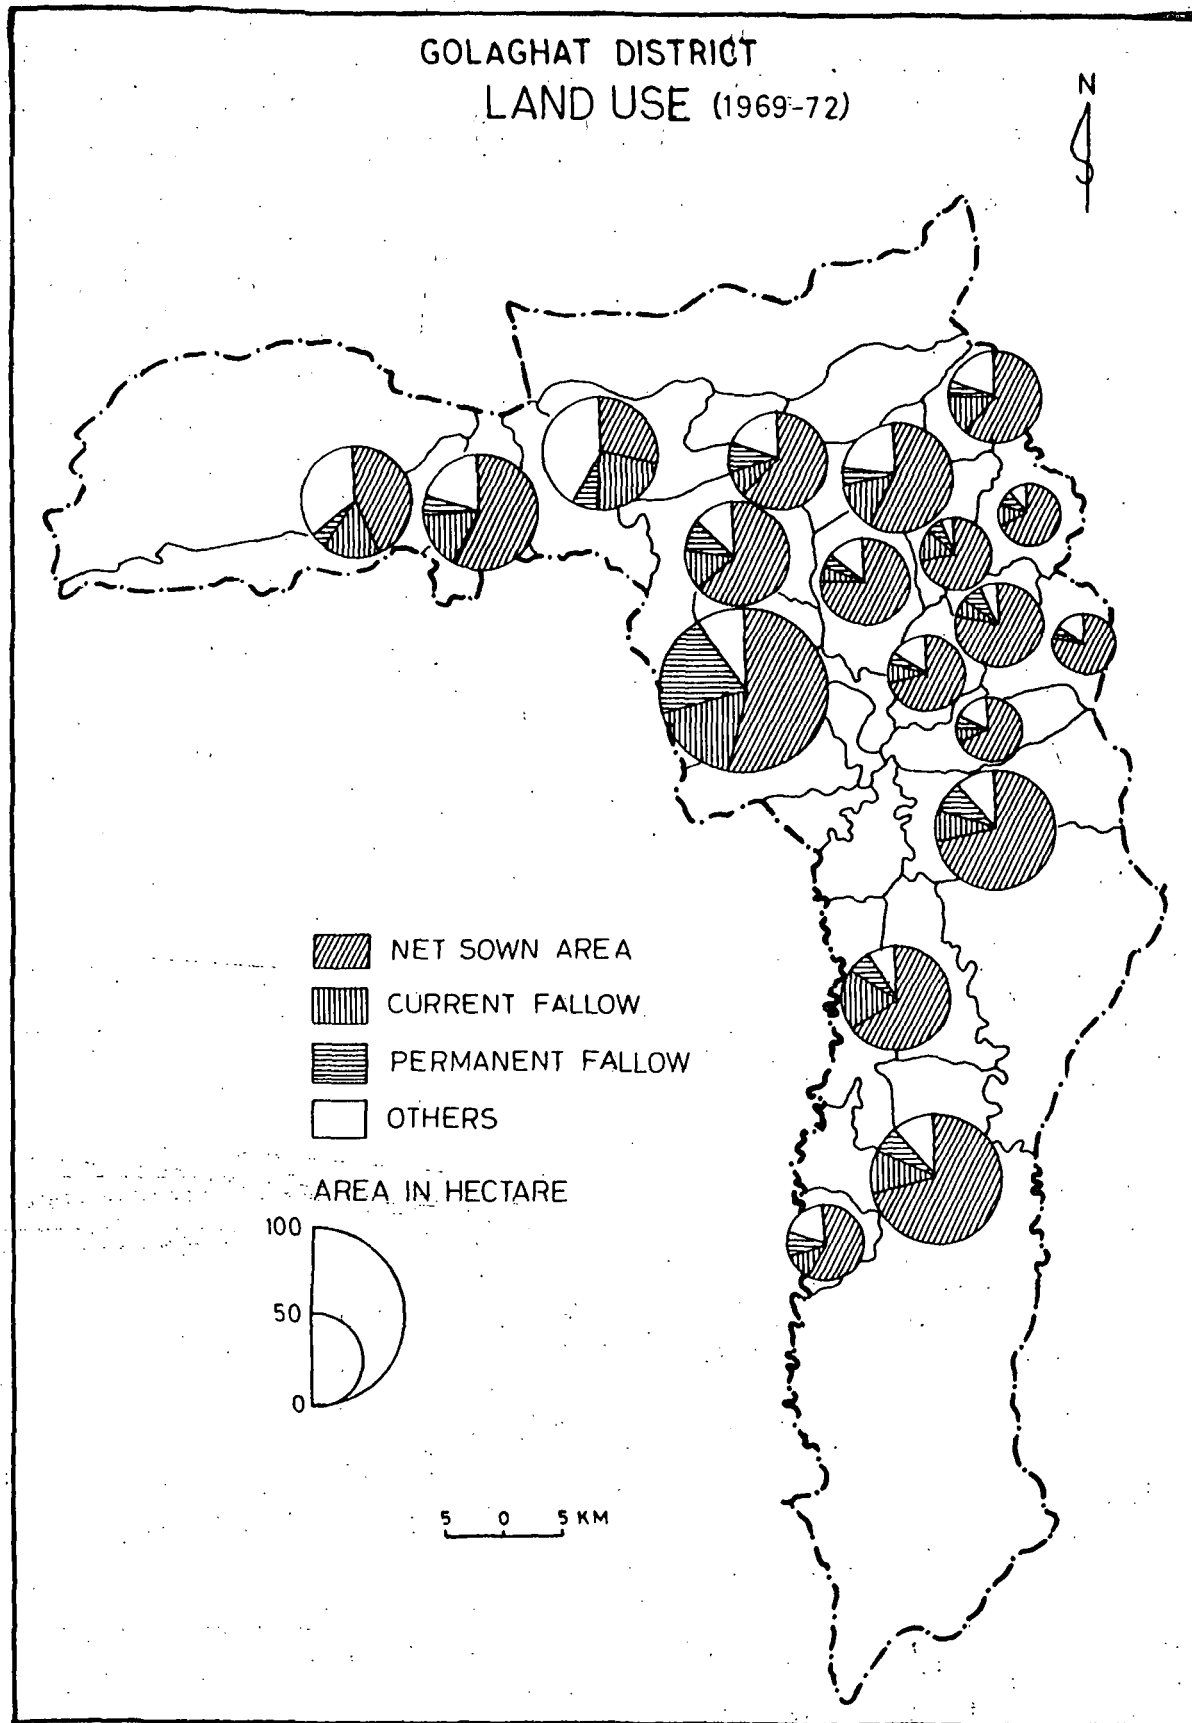 GOLAGHAT DISTRICT
LAND USE (1969-72)
N
NET SOWN AREA
CURRENT FALLOW
PERMANENT FALLOW
OTHERS
AREA IN HECTARE
100
50
0
5 0 5 KM